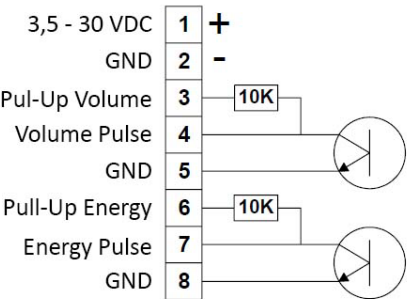 3,5 - 30 VDC 1 +
GND 2 -
Pul-Up Volume 3 10K
Volume Pulse 4
GND 5
Pull-Up Energy 6 10K
Energy Pulse 7
GND 8